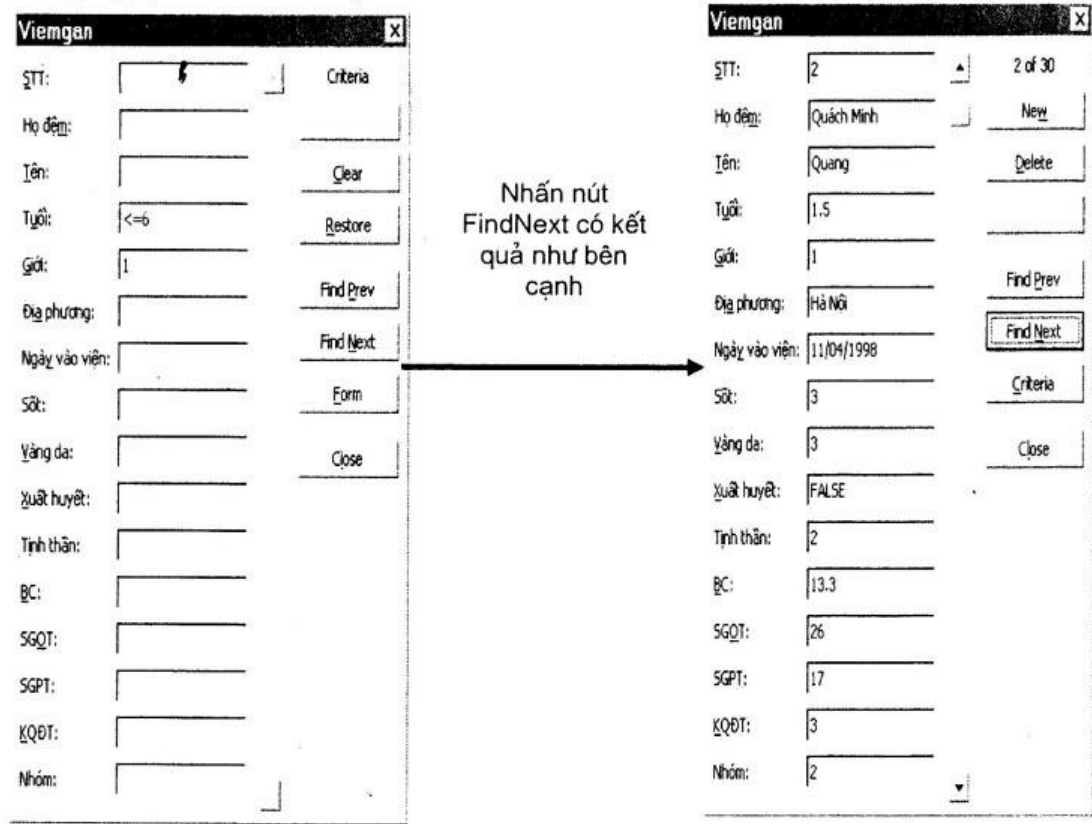 Viemgan
STT:
Criteria
Họ đệm:
Tên:
Clear
Tuổi:
<=6
Restore
Giới:
1
Find Prev
Địa phương:
Find Next
Ngày vào viện:
Sốt:
Form
Vàng da:
Close
Xuất huyết:
Tinh thần:
BC:
SGOT:
SGPT:
KQĐT:
Nhóm:
Nhấn nút
FindNext có kết
quả như bên
cạnh
Viemgan
STT:
2
2 of 30
Họ đệm:
Quách Minh
New
Tên:
Quang
Delete
Tuổi:
1.5
Giới:
1
Find Prev
Địa phương:
Hà Nội
Find Next
Ngày vào viện:
11/04/1998
Sốt:
3
Criteria
Vàng da:
3
Close
Xuất huyết:
FALSE
Tinh thần:
2
BC:
13.3
SGOT:
26
SGPT:
17
KQĐT:
3
Nhóm:
2